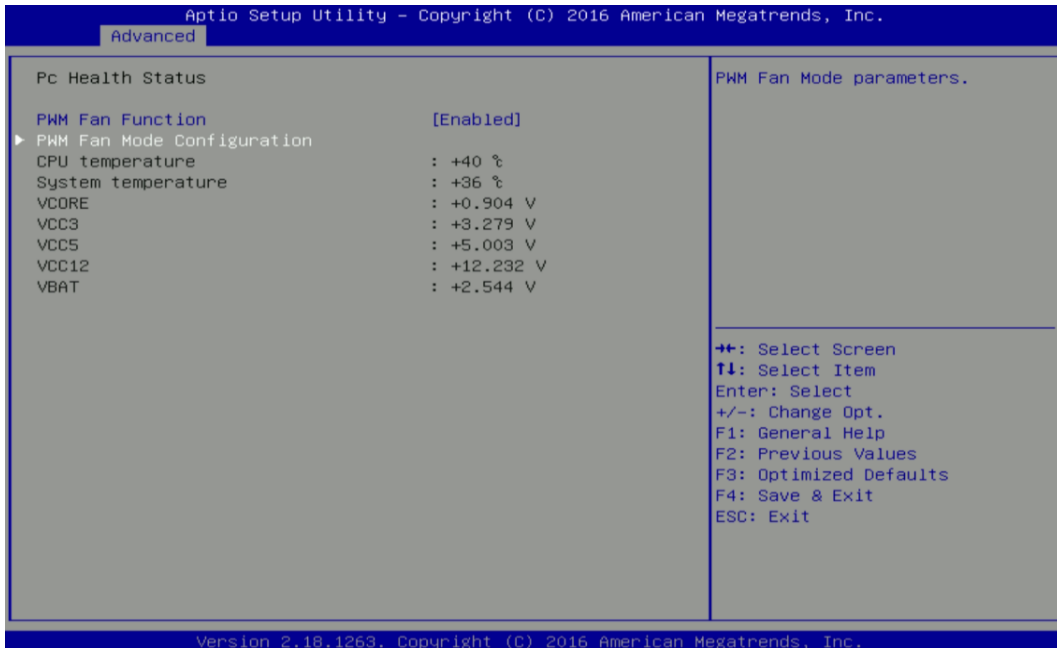 Aptio Setup Utility – Copyright (C) 2016 American Megatrends, Inc.
Advanced
Pc Health Status
PWM Fan Function [Enabled]
▶ PWM Fan Mode Configuration
CPU temperature : +40 ℃
System temperature : +36 ℃
VCORE : +0.904 V
VCC3 : +3.279 V
VCC5 : +5.003 V
VCC12 : +12.232 V
VBAT : +2.544 V
PWM Fan Mode parameters.
→←: Select Screen
↑↓: Select Item
Enter: Select
+/-: Change Opt.
F1: General Help
F2: Previous Values
F3: Optimized Defaults
F4: Save & Exit
ESC: Exit
Version 2.18.1263. Copyright (C) 2016 American Megatrends, Inc.